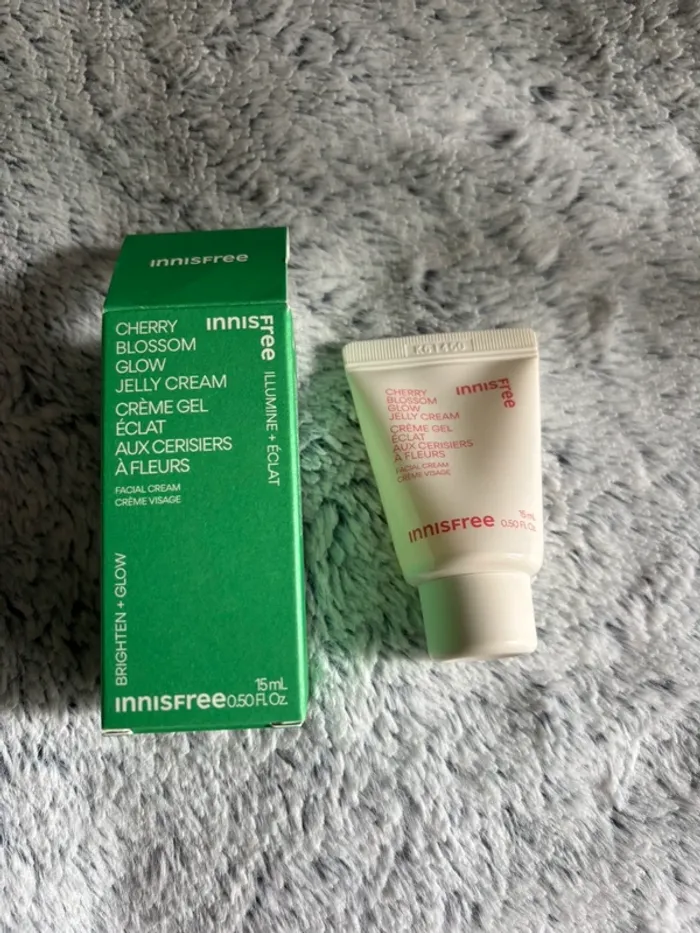 innisfree
CHERRY
BLOSSOM
GLOW
JELLY CREAM
CRÈME GEL
ÉCLAT
AUX CERISIERS
À FLEURS
FACIAL CREAM
CRÈME VISAGE
innisfree
ILLUMINE + ÉCLAT
BRIGHTEN + GLOW
15 mL
innisfree 0.50 Fl. Oz.
CHERRY
BLOSSOM
GLOW
JELLY CREAM
CRÈME GEL
ÉCLAT
AUX CERISIERS
À FLEURS
FACIAL CREAM
CRÈME VISAGE
innisfree
15 mL
innisfree 0.50 Fl. Oz.